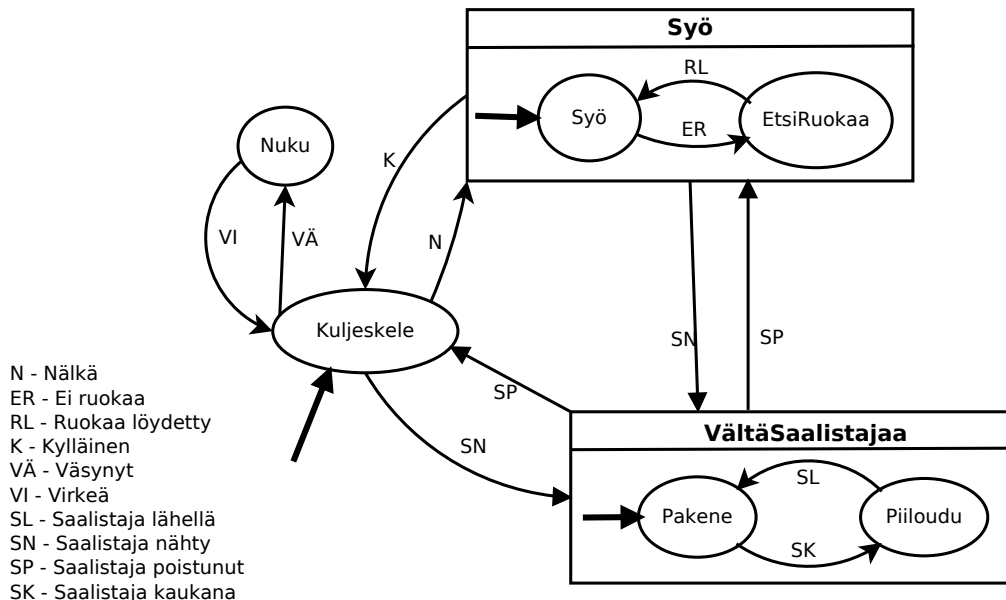 Syö
RL
Syö
EtsiRuokaa
ER
Nuku
K
VI
VÄ
N
Kuljeskele
SN
SP
SP
SN
VältäSaalistajaa
SL
Pakene
Piiloudu
SK
N - Nälkä
ER - Ei ruokaa
RL - Ruokaa löydetty
K - Kylläinen
VÄ - Väsynyt
VI - Virkeä
SL - Saalistaja lähellä
SN - Saalistaja nähty
SP - Saalistaja poistunut
SK - Saalistaja kaukana